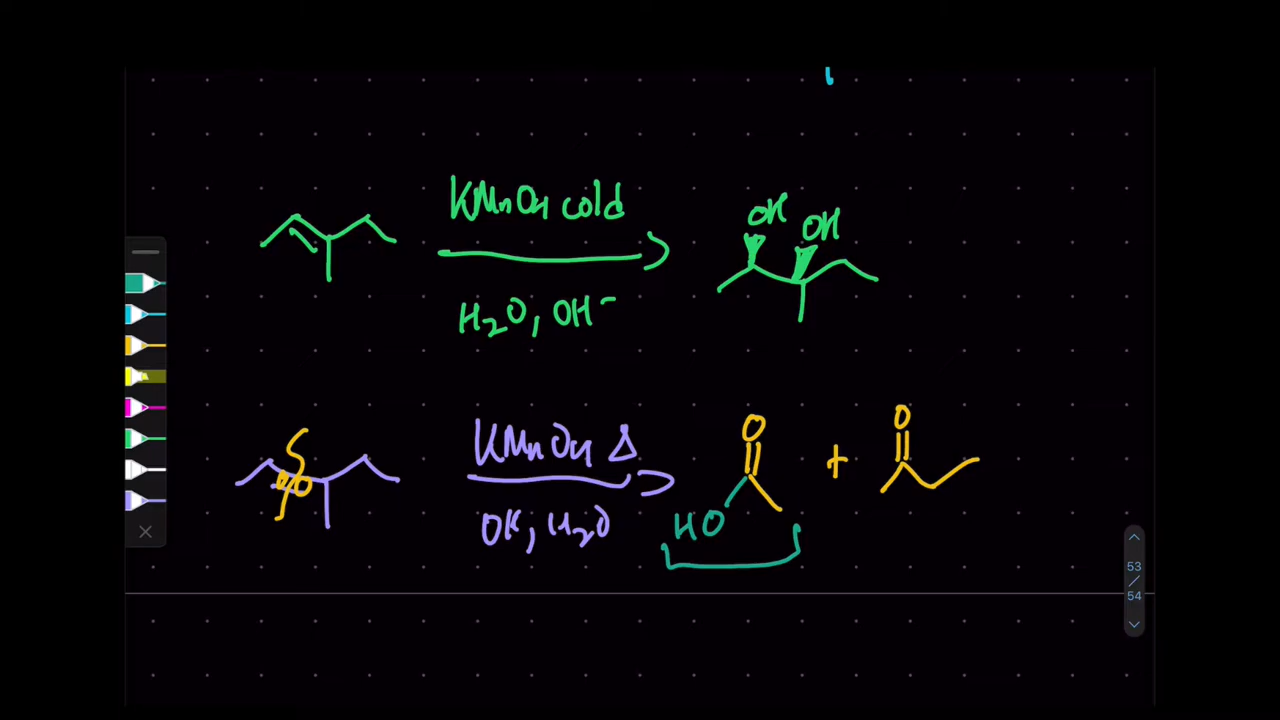 KMnO4 cold
H2O, OH-
OH OH
KMnO4 Δ
OH, H2O
O
HO
+
O
53
/
54